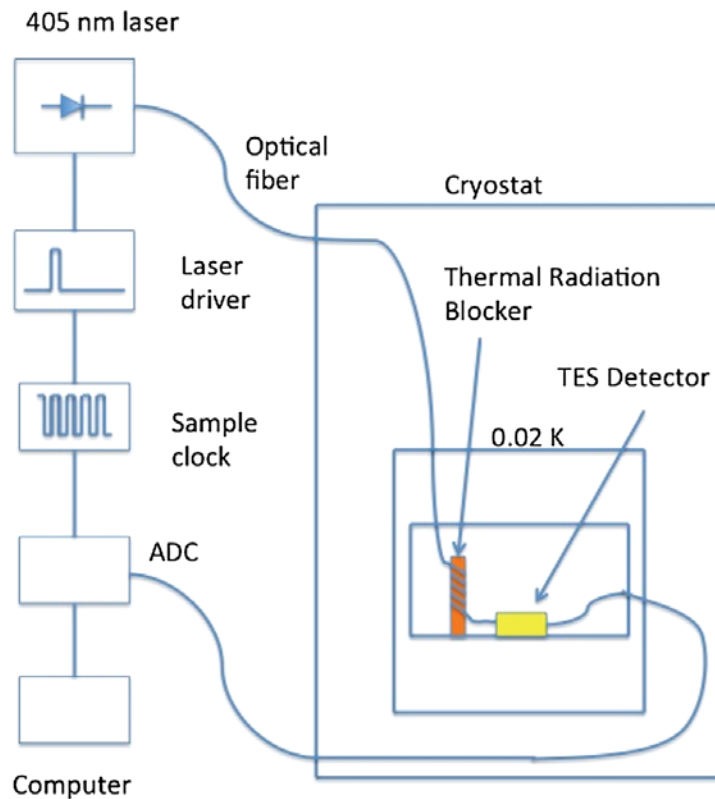 405 nm laser
Optical
fiber
Cryostat
Laser
driver
Thermal Radiation
Blocker
TES Detector
Sample
clock
0.02 K
ADC
Computer